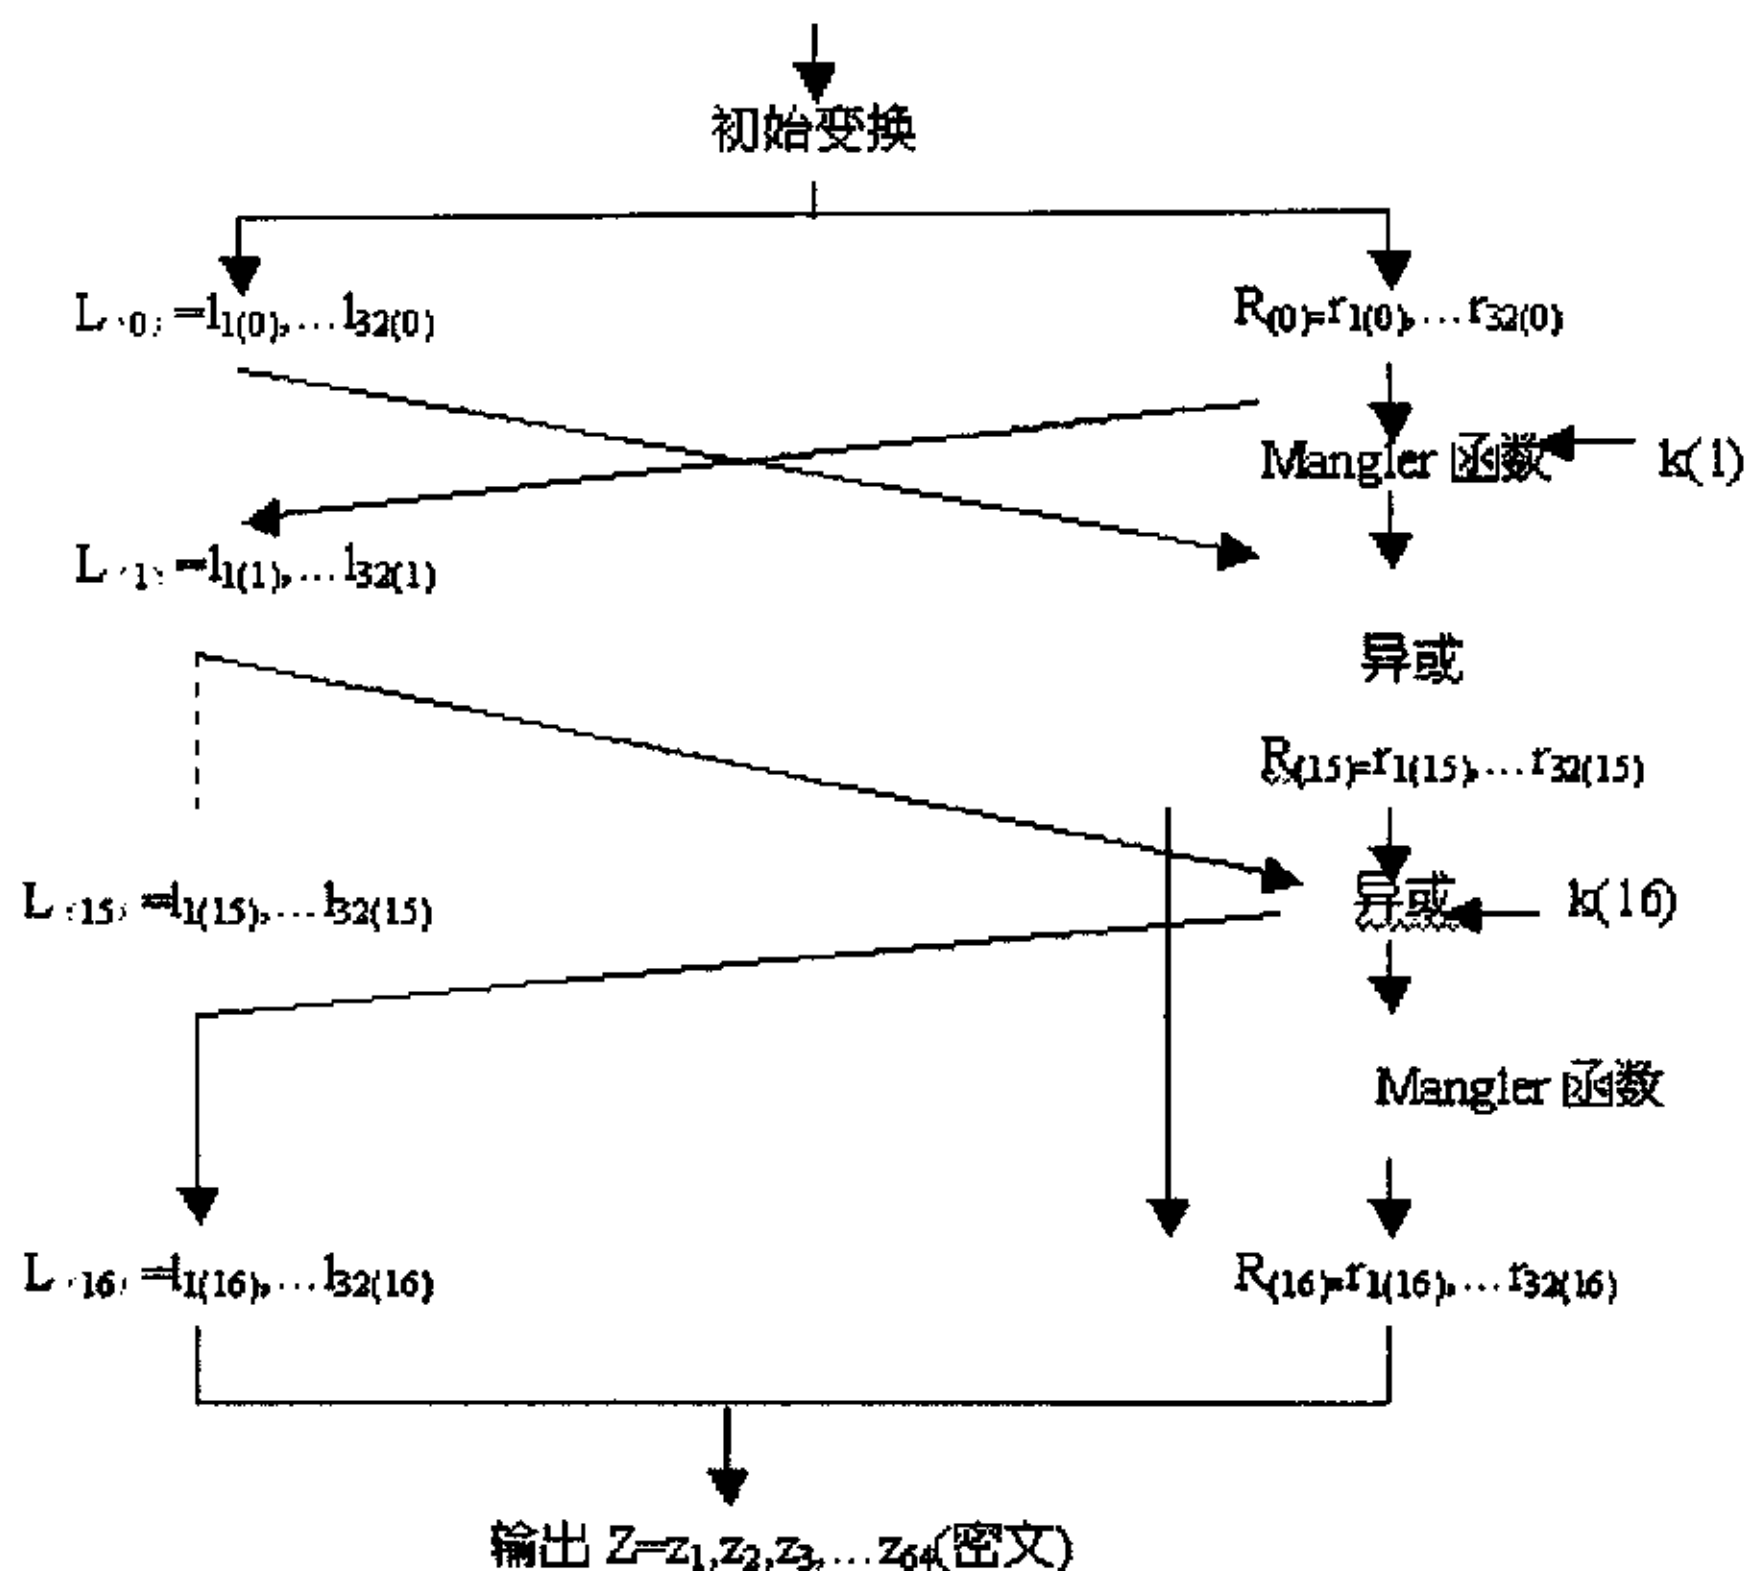 初始变换
L(0)=l1(0),…l32(0)
R(0)=r1(0),…r32(0)
Mangler 函数
k(1)
L(1)=l1(1),…l32(1)
异或
R(15)=r1(15),…r32(15)
L(15)=l1(15),…l32(15)
异或
k(16)
Mangler 函数
L(16)=l1(16),…l32(16)
R(16)=r1(16),…r32(16)
输出 Z=z1,z2,z3,…z64(密文)